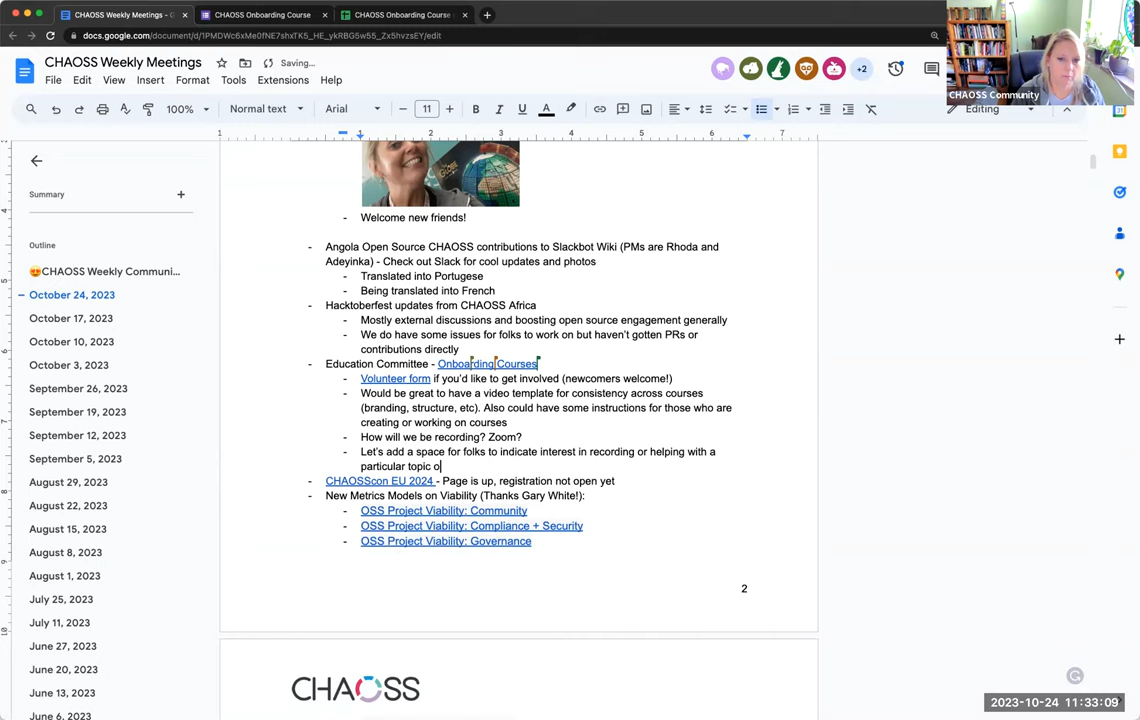 CHAOSS Weekly Meetings - G
CHAOSS Onboarding Course
CHAOSS Onboarding Course
docs.google.com/document/d/1PMDWc6xMe0fNE7shxTK5_HE_ykRBG5w55_Zx5hvzsEY/edit
CHAOSS Weekly Meetings
Saving...
File Edit View Insert Format Tools Extensions Help
+2
CHAOSS Community
100% Normal text Arial 11 Editing
1 1 2 3 4 5 6 7
Summary
Outline
😍CHAOSS Weekly Communi...
October 24, 2023
October 17, 2023
October 10, 2023
October 3, 2023
September 26, 2023
September 19, 2023
September 12, 2023
September 5, 2023
August 29, 2023
August 22, 2023
August 15, 2023
August 8, 2023
August 1, 2023
July 25, 2023
July 11, 2023
June 27, 2023
June 20, 2023
June 13, 2023
June 6, 2023
- Welcome new friends!
- Angola Open Source CHAOSS contributions to Slackbot Wiki (PMs are Rhoda and
Adeyinka) - Check out Slack for cool updates and photos
- Translated into Portugese
- Being translated into French
- Hacktoberfest updates from CHAOSS Africa
- Mostly external discussions and boosting open source engagement generally
- We do have some issues for folks to work on but haven't gotten PRs or
contributions directly
- Education Committee - Onboarding Courses
- Volunteer form if you'd like to get involved (newcomers welcome!)
- Would be great to have a video template for consistency across courses
(branding, structure, etc). Also could have some instructions for those who are
creating or working on courses
- How will we be recording? Zoom?
- Let's add a space for folks to indicate interest in recording or helping with a
particular topic o
- CHAOSScon EU 2024 - Page is up, registration not open yet
- New Metrics Models on Viability (Thanks Gary White!):
- OSS Project Viability: Community
- OSS Project Viability: Compliance + Security
- OSS Project Viability: Governance
2
CHAOSS
2023-10-24 11:33:09